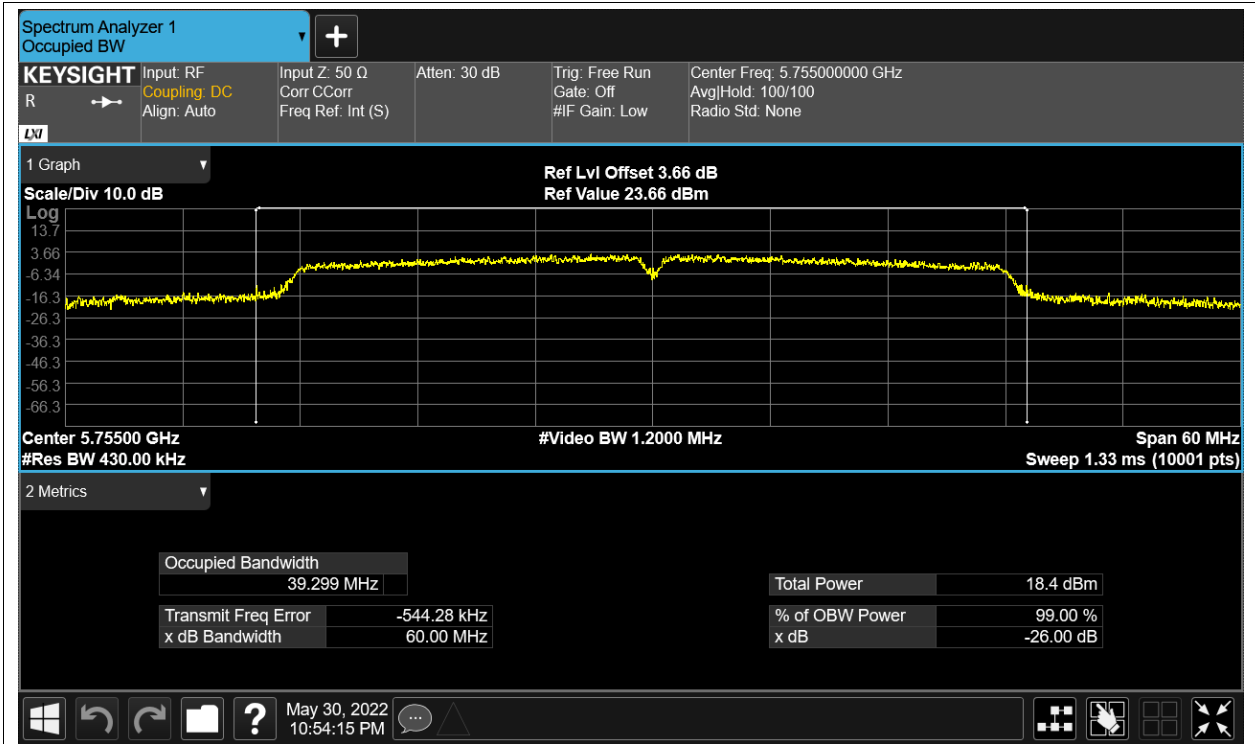 Spectrum Analyzer 1
Occupied BW
KEYSIGHT
R
LXI
Input: RF
Coupling: DC
Align: Auto
Input Z: 50 Ω
Corr CCorr
Freq Ref: Int (S)
Atten: 30 dB
Trig: Free Run
Gate: Off
#IF Gain: Low
Center Freq: 5.755000000 GHz
Avg|Hold: 100/100
Radio Std: None
1 Graph
Ref Lvl Offset 3.66 dB
Scale/Div 10.0 dB
Ref Value 23.66 dBm
Log
13.7
3.66
-6.34
-16.3
-26.3
-36.3
-46.3
-56.3
-66.3
Center 5.75500 GHz
#Video BW 1.2000 MHz
Span 60 MHz
#Res BW 430.00 kHz
Sweep 1.33 ms (10001 pts)
2 Metrics
Occupied Bandwidth
39.299 MHz
Transmit Freq Error -544.28 kHz
x dB Bandwidth 60.00 MHz
Total Power 18.4 dBm
% of OBW Power 99.00 %
x dB -26.00 dB
?
May 30, 2022
10:54:15 PM